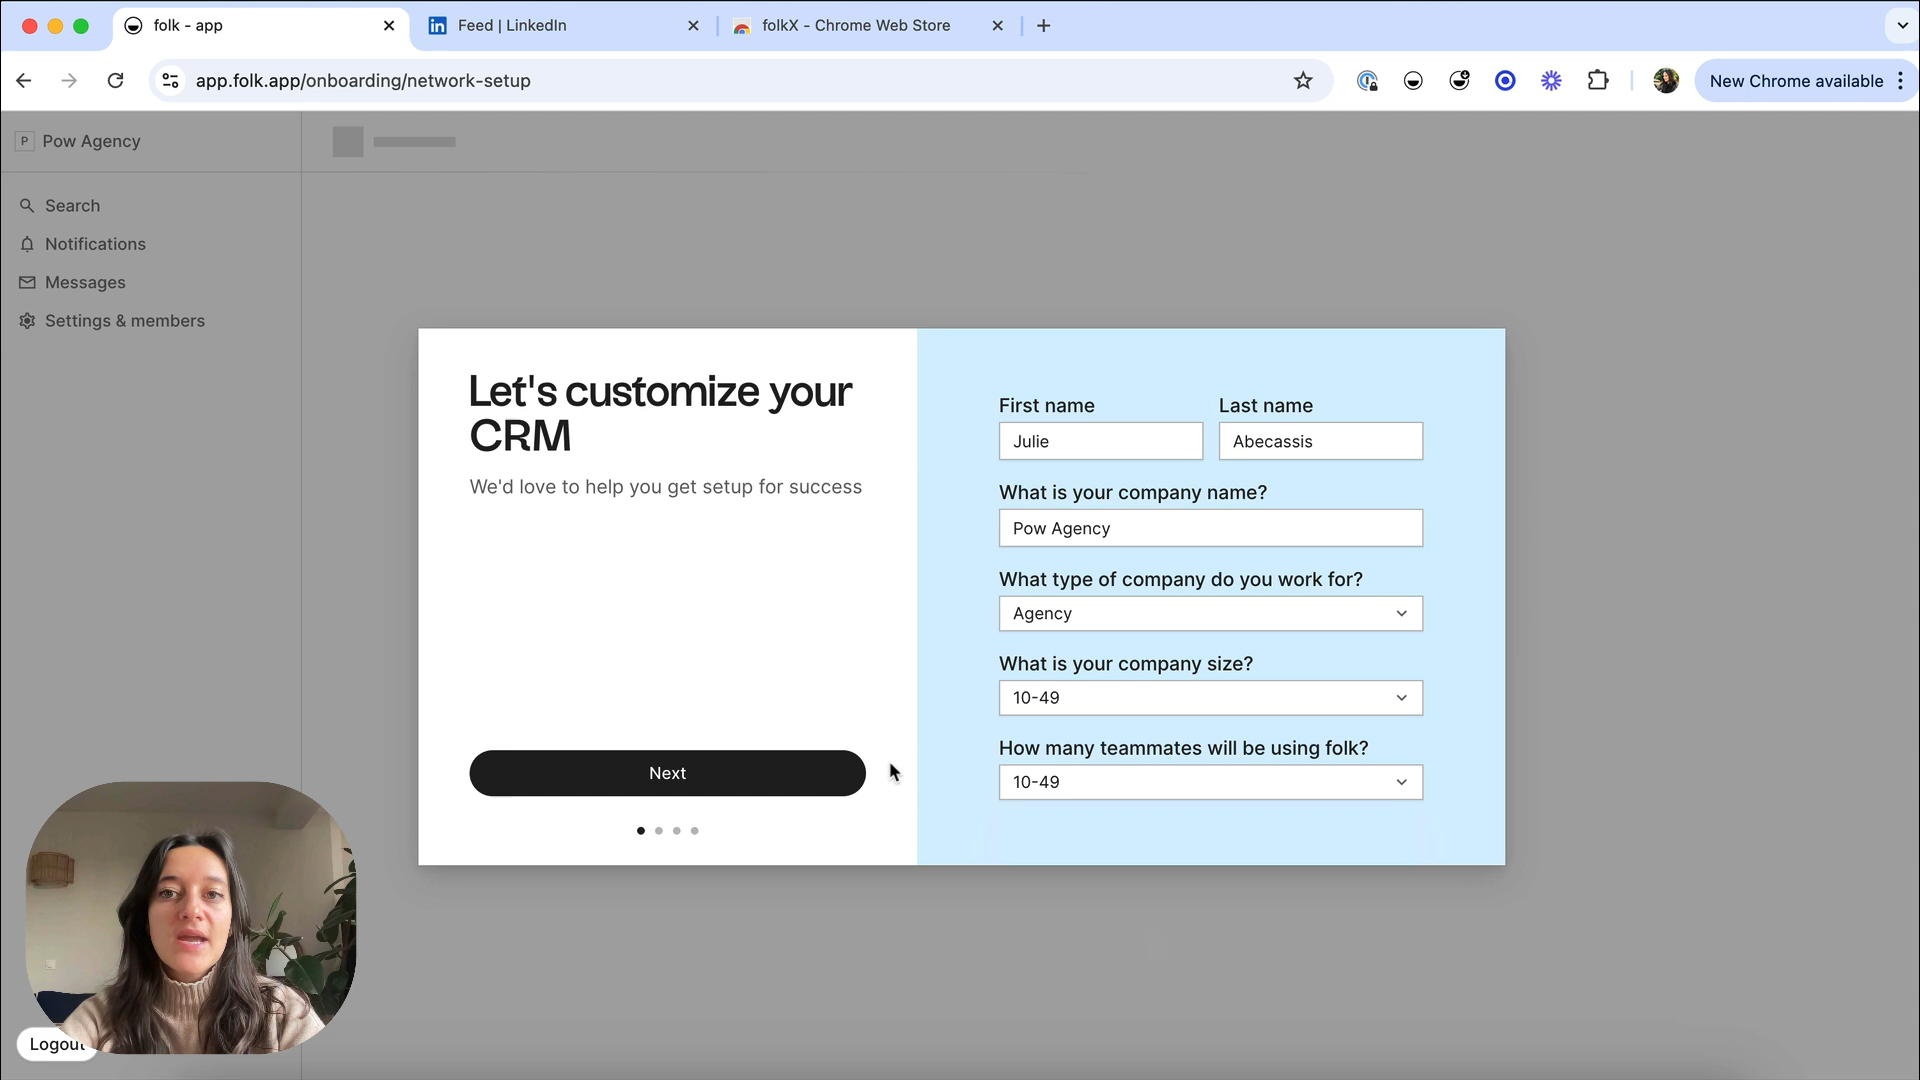 folk - app
Feed | LinkedIn
folkX - Chrome Web Store
app.folk.app/onboarding/network-setup
New Chrome available
P Pow Agency
Search
Notifications
Messages
Settings & members
Let's customize your
CRM
We'd love to help you get setup for success
Next
First name
Last name
Julie
Abecassis
What is your company name?
Pow Agency
What type of company do you work for?
Agency
What is your company size?
10-49
How many teammates will be using folk?
10-49
Logout